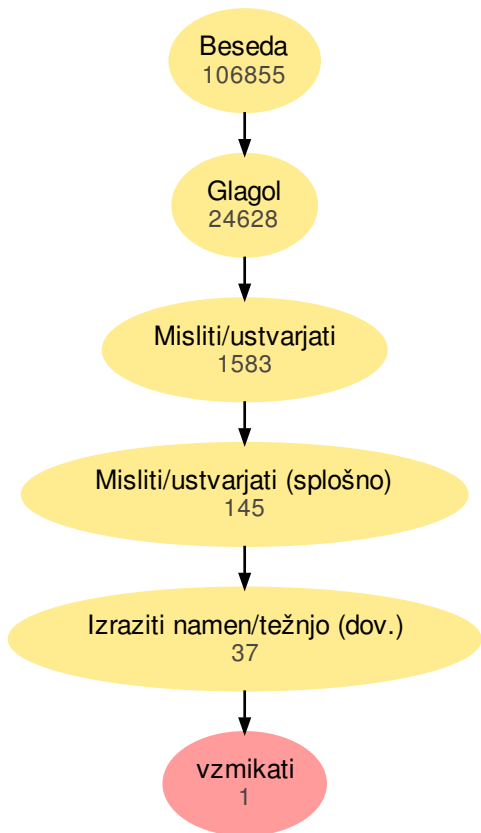 Beseda
106855
Glagol
24628
Misliti/ustvarjati
1583
Misliti/ustvarjati (splošno)
145
Izraziti namen/težnjo (dov.)
37
vzmikati
1